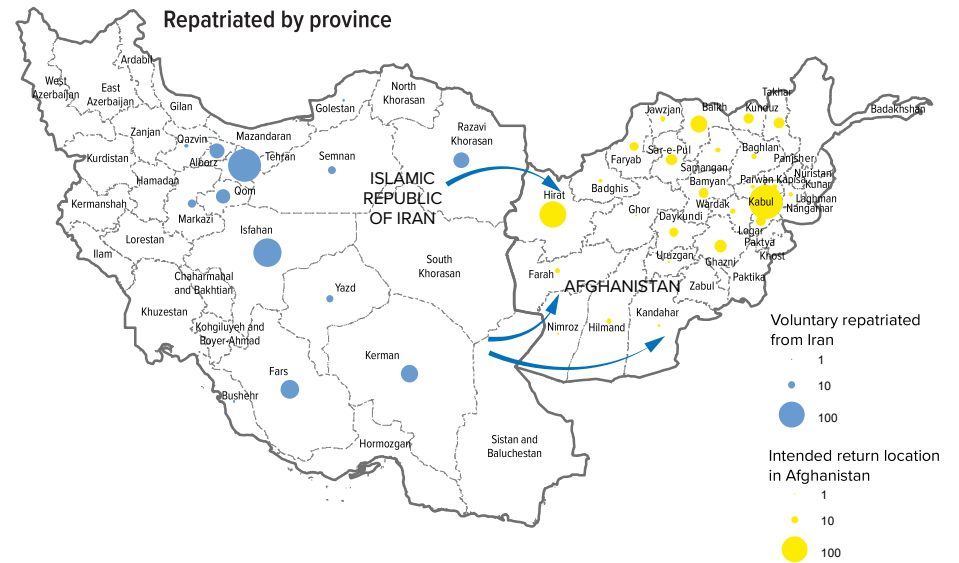 Repatriated by province
Ardabil
West
Azerbaijan
East
Azerbaijan
Gilan
North
Khorasan
Golestan
Zanjan
Qazvin
Mazandaran
Razavi
Khorasan
Kurdistan
Alborz
Tehran
Semnan
Hamadan
Qom
ISLAMIC
REPUBLIC
OF IRAN
Kermanshah
Markazi
Isfahan
Lorestan
Ilam
South
Khorasan
Chaharmahal
and Bakhtiari
Yazd
Khuzestan
Kohgiluyeh and
Boyer-Ahmad
Kerman
Fars
Bushehr
Hormozgan
Sistan and
Baluchestan
Takhar
Jawzjan
Balkh
Kunduz
Badakhshan
Faryab
Sar-e-Pul
Samangan
Baghlan
Panjsher
Badghis
Bamyan
Parwan
Kapisa
Nuristan
Kunar
Hirat
Ghor
Wardak
Kabul
Laghman
Nangarhar
Daykundi
Logar
Paktya
Khost
Farah
Urazgan
Ghazni
Paktika
AFGHANISTAN
Zabul
Nimroz
Hilmand
Kandahar
Voluntary repatriated
from Iran
1
10
100
Intended return location
in Afghanistan
1
10
100